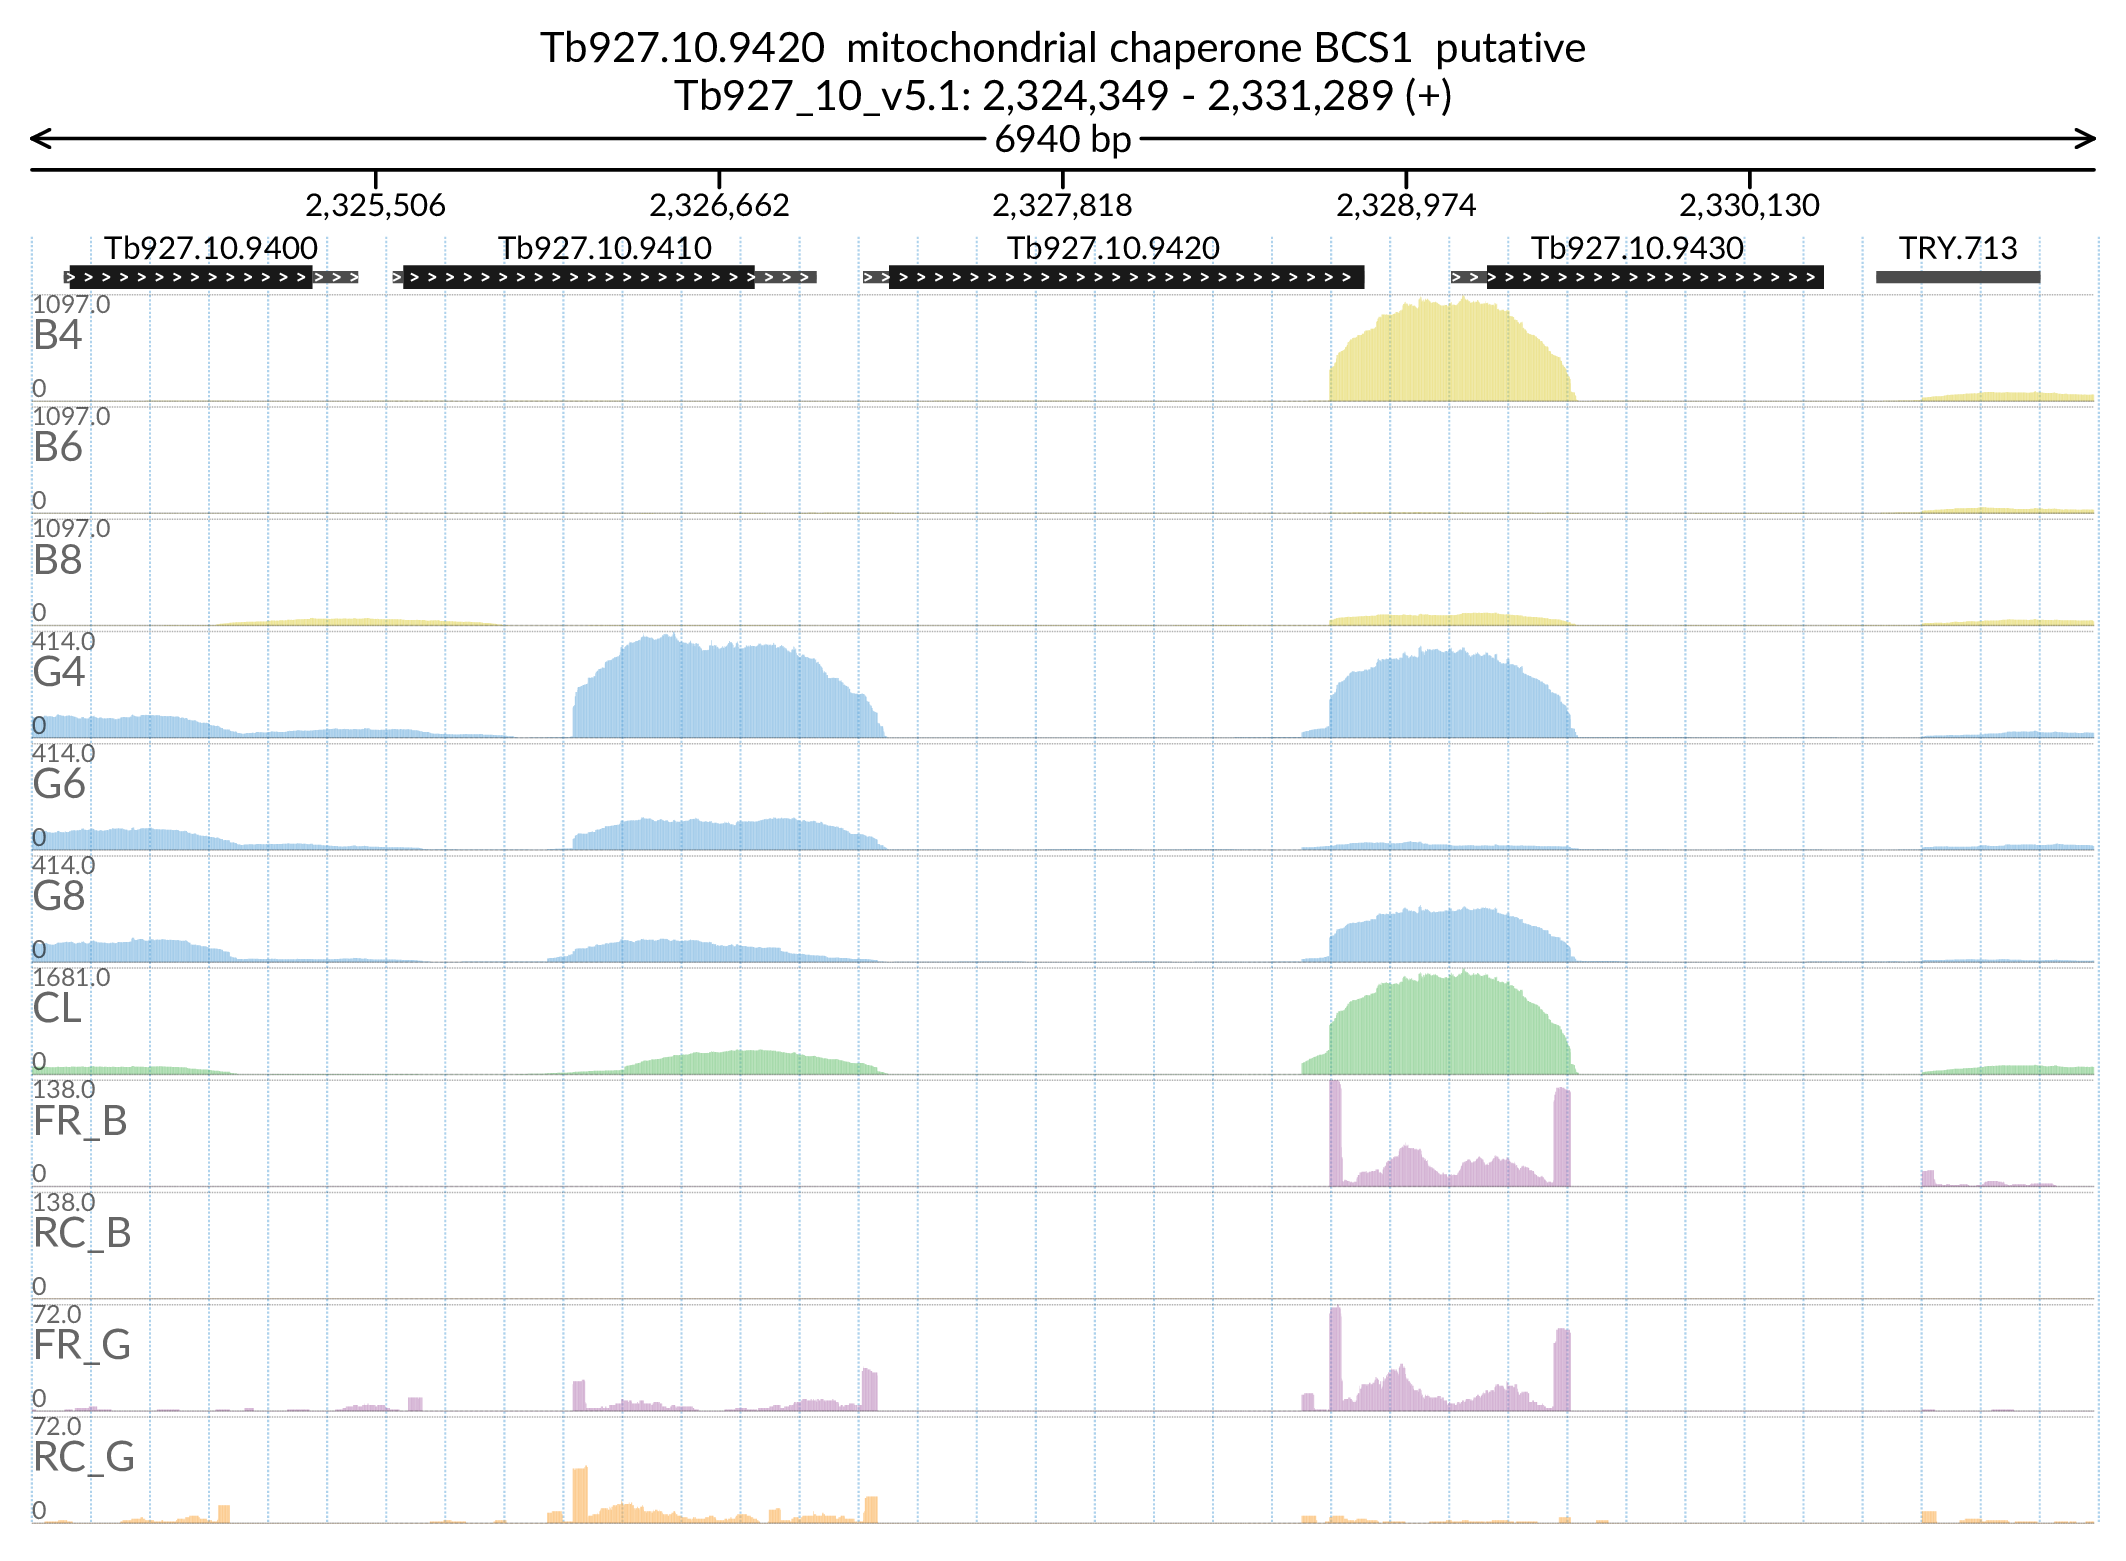 Tb927.10.9420 mitochondrial chaperone BCS1 putative
Tb927_10_v5.1: 2,324,349 - 2,331,289 (+)
6940 bp
2,325,506 2,326,662 2,327,818 2,328,974 2,330,130
Tb927.10.9400 Tb927.10.9410 Tb927.10.9420 Tb927.10.9430 TRY.713
1097.0
B4
0
1097.0
B6
0
1097.0
B8
0
414.0
G4
0
414.0
G6
0
414.0
G8
0
1681.0
CL
0
138.0
FR_B
0
138.0
RC_B
0
72.0
FR_G
0
72.0
RC_G
0